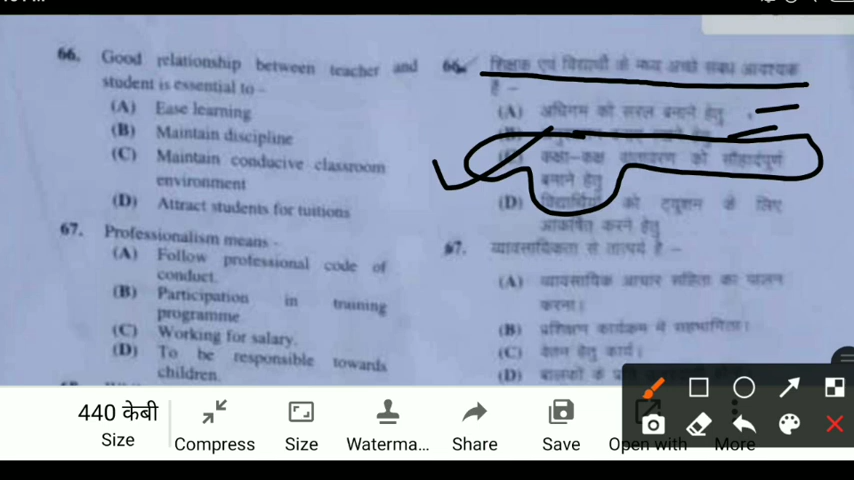 66. Good relationship between teacher and
student is essential to -
(A) Ease learning
(B) Maintain discipline
(C) Maintain conducive classroom
environment
(D) Attract students for tuitions
67. Professionalism means -
(A) Follow professional code of
conduct.
(B) Participation in training
programme
(C) Working for salary.
(D) To be responsible towards
children.
66. शिक्षक एवं विद्यार्थी के मध्य अच्छे संबंध आवश्यक
है -
(A) अधिगम को सरल बनाने हेतु
कक्षा-कक्ष वातावरण को सौहार्दपूर्ण
बनाने हेतु
(D) विद्यार्थियों को ट्यूशन के लिए
आकर्षित करने हेतु
67. व्यावसायिकता से तात्पर्य है -
(A) व्यावसायिक आचार संहिता का पालन
करना।
(B) प्रशिक्षण कार्यक्रम में सहभागिता।
(C) वेतन हेतु कार्य।
(D) बालकों के प्रति
440 केबी
Size
Compress
Size
Waterma...
Share
Save
Open with
More